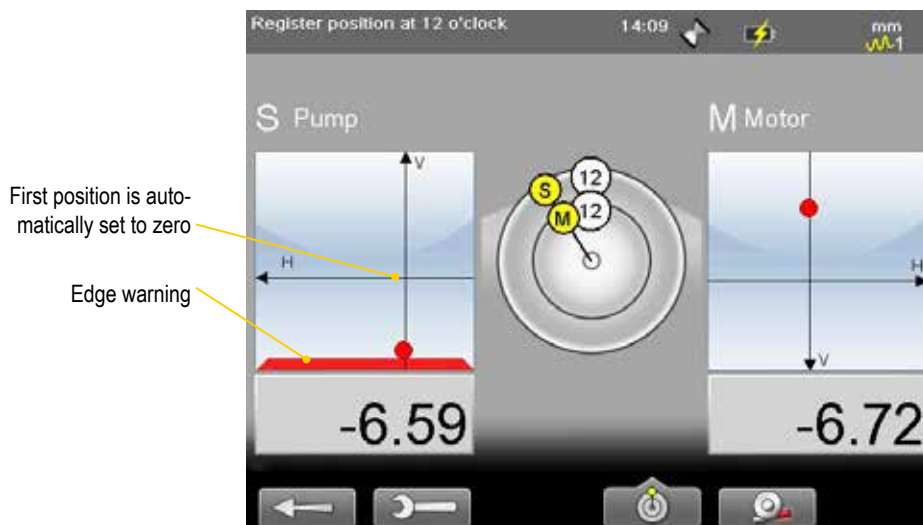 Register position at 12 o'clock
14:09
mm
1
S Pump
M Motor
V
12
S
M
12
First position is auto-
matically set to zero
H
H
Edge warning
V
-6.59
-6.72